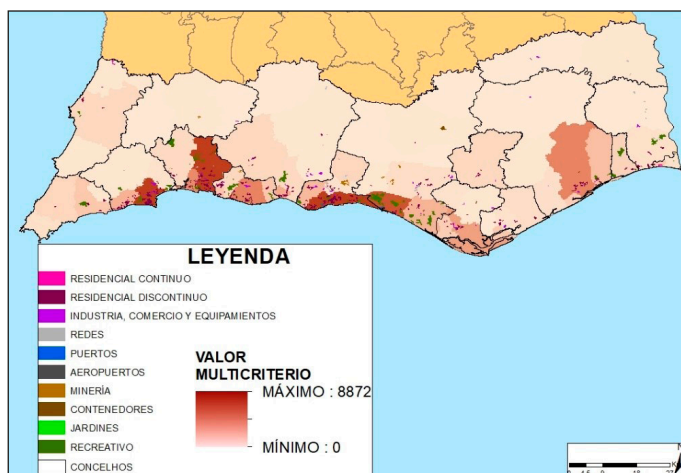 LEYENDA
RESIDENCIAL CONTINUO
RESIDENCIAL DISCONTINUO
INDUSTRIA, COMERCIO Y EQUIPAMIENTOS
REDES
PUERTOS
AEROPUERTOS
MINERÍA
CONTENEDORES
JARDINES
RECREATIVO
CONCELHOS
VALOR
MULTICRITERIO
MÁXIMO : 8872
MÍNIMO : 0